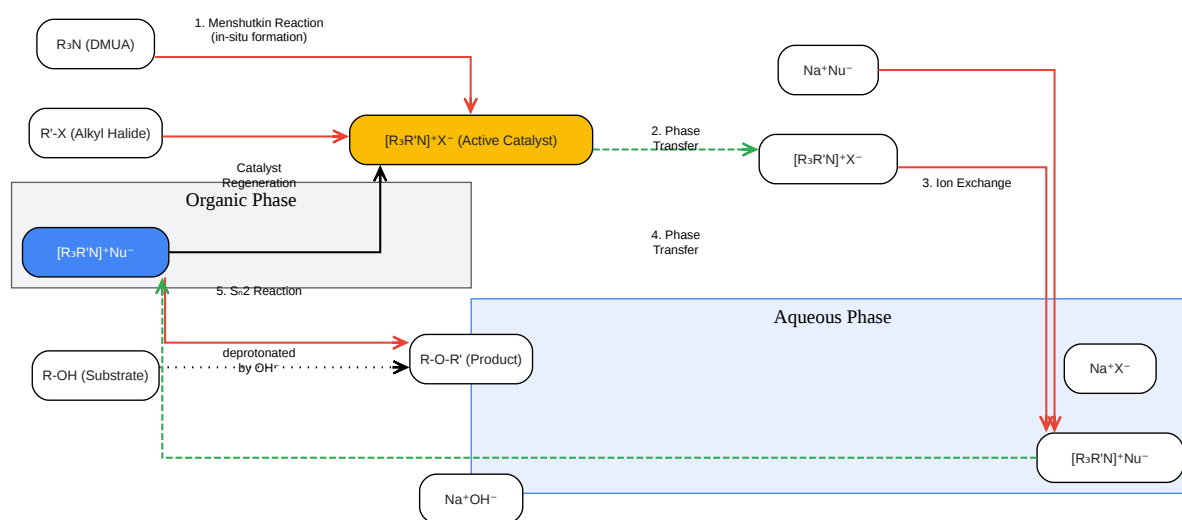 1. Menshutkin Reaction
(in-situ formation)
R₃N (DMUA)
Na⁺Nu⁻
R'-X (Alkyl Halide)
[R₃R'N]⁺X⁻ (Active Catalyst)
2. Phase
Transfer
[R₃R'N]⁺X⁻
3. Ion Exchange
Catalyst
Regeneration
Organic Phase
[R₃R'N]⁺Nu⁻
4. Phase
Transfer
5. Sₙ2 Reaction
Aqueous Phase
R-O-R' (Product)
deprotonated
by OH⁻
R-OH (Substrate)
Na⁺X⁻
[R₃R'N]⁺Nu⁻
Na⁺OH⁻